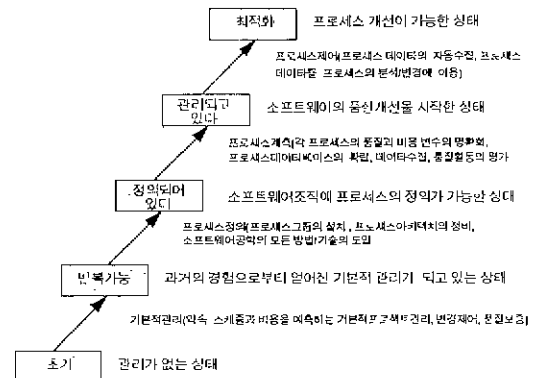 최적화
프로세스 개선이 가능한 상태
프로세스제어(프로세스 데이터의 자동수집, 프로세스
데이터를 프로세스의 분석/변경에 이용)
관리되고
있다
소프트웨어의 품질개선을 시작한 상태
프로세스계측(각 프로세스의 품질과 비용 변수의 명확화,
프로세스데이터베이스의 확립, 데이타수집, 품질활동의 평가
정의되어
있다
소프트웨어조직에 프로세스의 정의가 가능한 상태
프로세스정의(프로세스그룹의 설치, 프로세스아키텍처의 정비,
소프트웨어공학의 모든 방법/기술의 도입
반복가능
과거의 경험으로부터 얻어진 기본적 관리가 되고 있는 상태
기본적관리(약속 스케줄과 비용을 예측하는 기본적프로젝트관리, 변경제어, 품질보증)
초기
관리가 없는 상태